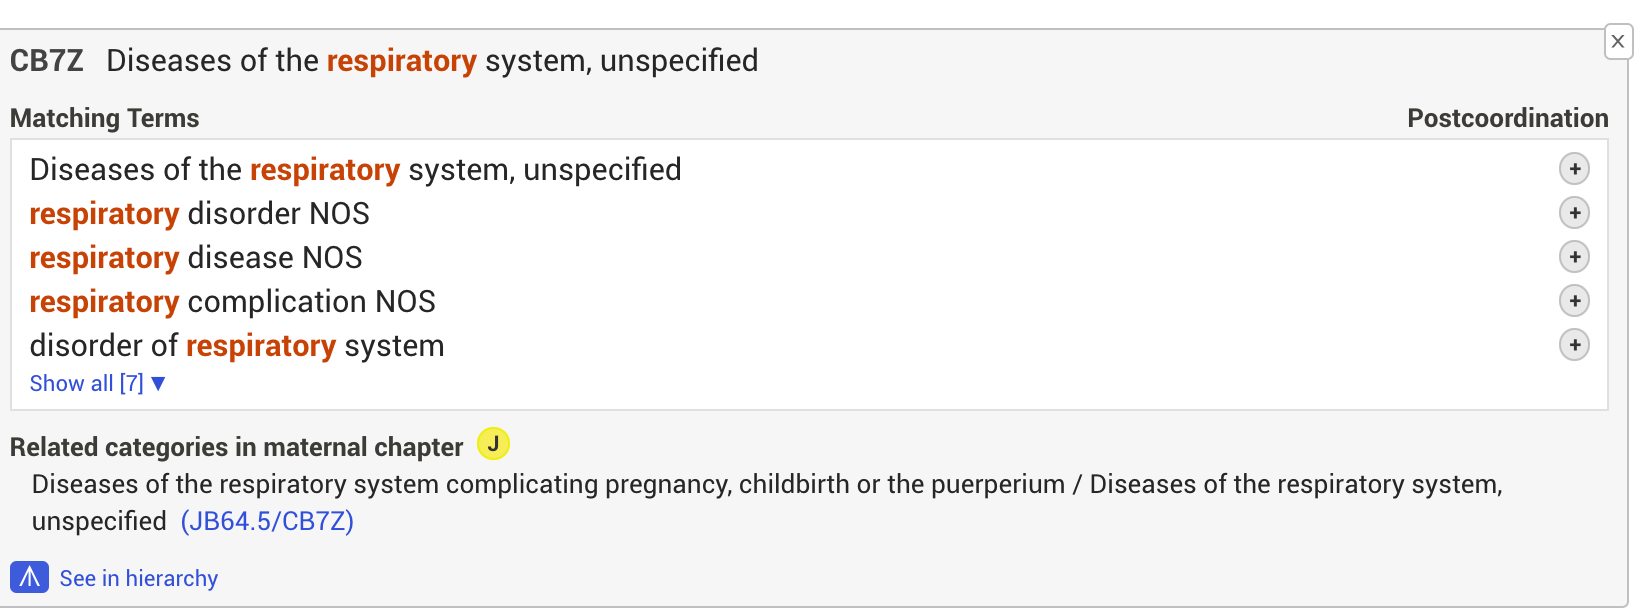 x
CB7Z Diseases of the respiratory system, unspecified
Matching Terms Postcoordination
Diseases of the respiratory system, unspecified +
respiratory disorder NOS +
respiratory disease NOS +
respiratory complication NOS +
disorder of respiratory system +
Show all [7] ▼
Related categories in maternal chapter J
Diseases of the respiratory system complicating pregnancy, childbirth or the puerperium / Diseases of the respiratory system,
unspecified (JB64.5/CB7Z)
See in hierarchy